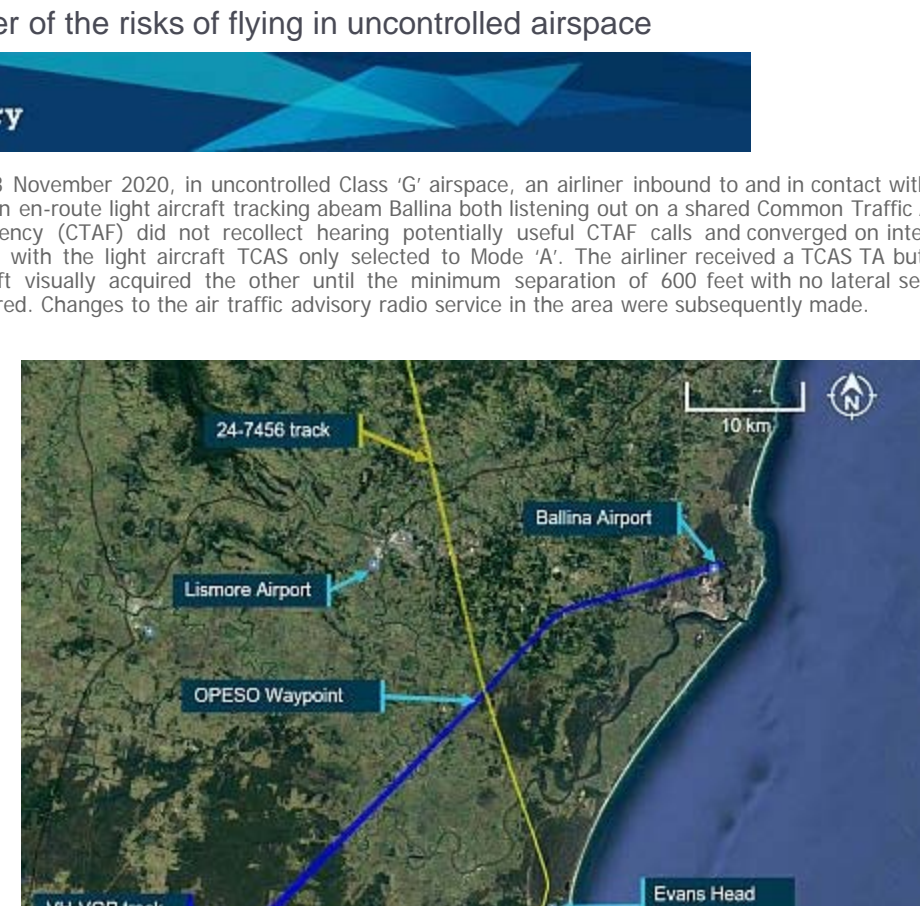 er of the risks of flying in uncontrolled airspace
ry
November 2020, in uncontrolled Class ‘G’ airspace, an airliner inbound to and in contact with
en-route light aircraft tracking abeam Ballina both listening out on a shared Common Traffic
ency (CTAF) did not recollect hearing potentially useful CTAF calls and converged on inte
with the light aircraft TCAS only selected to Mode ‘A’. The airliner received a TCAS TA but
ft visually acquired the other until the minimum separation of 600 feet with no lateral se
red. Changes to the air traffic advisory radio service in the area were subsequently made.
24-7456 track
10 km
N
Ballina Airport
Lismore Airport
OPESO Waypoint
Evans Head
track